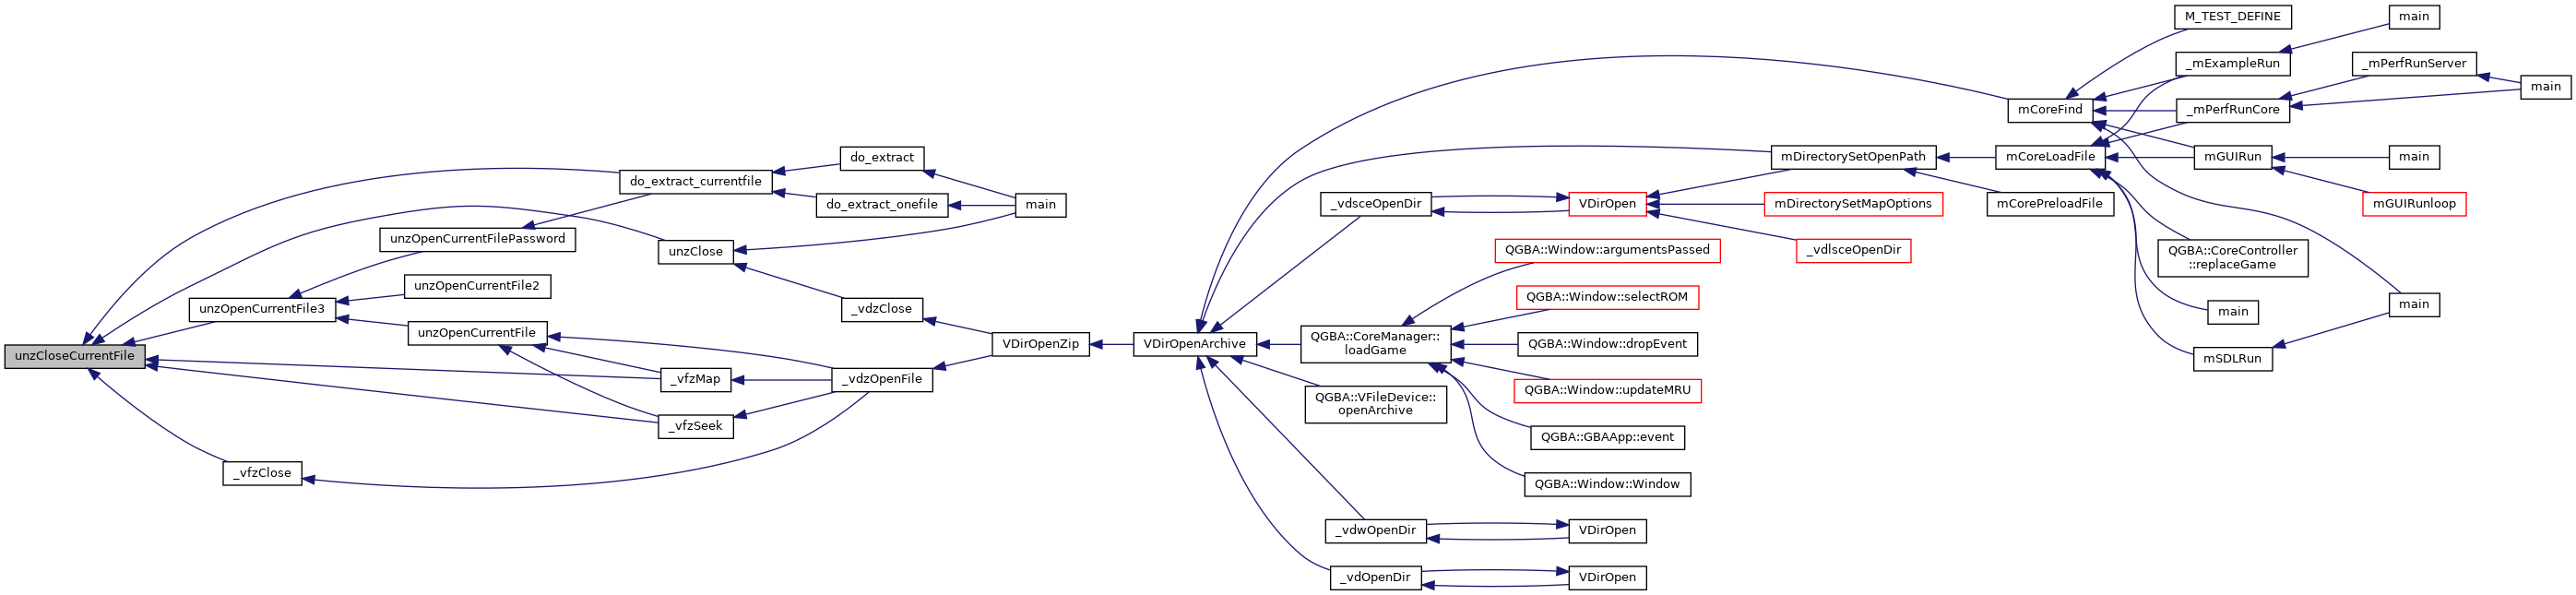 unzCloseCurrentFile
do_extract_currentfile
do_extract
main
do_extract_onefile
unzClose
unzOpenCurrentFilePassword
unzOpenCurrentFile3
unzOpenCurrentFile2
unzOpenCurrentFile
_vdzClose
_vfzMap
_vfzSeek
_vfzClose
_vdzOpenFile
VDirOpenZip
VDirOpenArchive
mCoreFind
M_TEST_DEFINE
_mExampleRun
main
_mPerfRunCore
_mPerfRunServer
main
mGUIRun
main
mGUIRunloop
main
mDirectorySetOpenPath
mCoreLoadFile
mCorePreloadFile
QGBA::CoreController
::replaceGame
main
mSDLRun
_vdsceOpenDir
VDirOpen
mDirectorySetMapOptions
_vdlsceOpenDir
QGBA::CoreManager::
loadGame
QGBA::Window::argumentsPassed
QGBA::Window::selectROM
QGBA::Window::dropEvent
QGBA::Window::updateMRU
QGBA::GBAApp::event
QGBA::Window::Window
QGBA::VFileDevice::
openArchive
_vdwOpenDir
VDirOpen
_vdOpenDir
VDirOpen